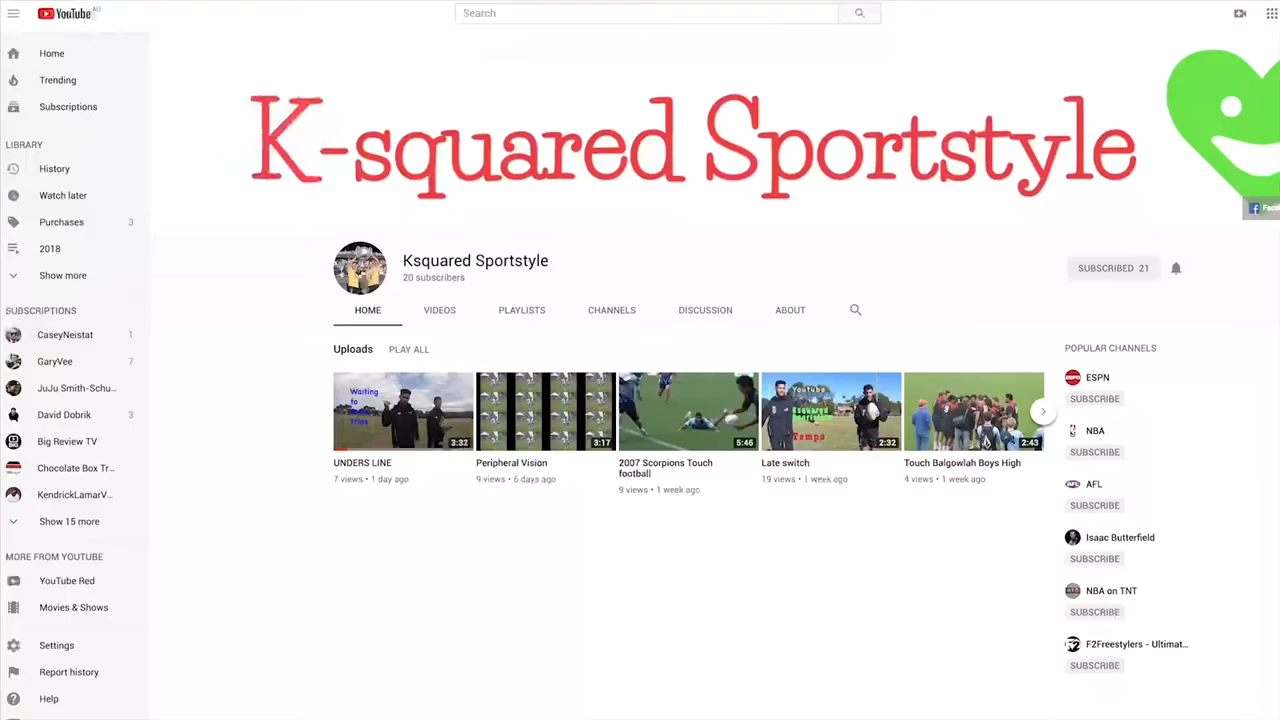 YouTube AU
Search
Home
Trending
Subscriptions
LIBRARY
History
Watch later
Purchases 3
2018
Show more
SUBSCRIPTIONS
CaseyNeistat 1
GaryVee 7
JuJu Smith-Schu...
David Dobrik 3
Big Review TV
Chocolate Box Tr...
KendrickLamarV...
Show 15 more
MORE FROM YOUTUBE
YouTube Red
Movies & Shows
Settings
Report history
Help
K-squared Sportstyle
Ksquared Sportstyle
20 subscribers
SUBSCRIBED 21
HOME VIDEOS PLAYLISTS CHANNELS DISCUSSION ABOUT
Uploads PLAY ALL
Waiting
to
3:32
UNDERS LINE
7 views • 1 day ago
3:17
Peripheral Vision
9 views • 6 days ago
5:46
2007 Scorpions Touch
football
9 views • 1 week ago
Youtube
Ksquared
Sportstyle
Tempo
2:32
Late switch
19 views • 1 week ago
2:43
Touch Balgowlah Boys High
4 views • 1 week ago
POPULAR CHANNELS
ESPN
SUBSCRIBE
NBA
SUBSCRIBE
AFL
SUBSCRIBE
Isaac Butterfield
SUBSCRIBE
NBA on TNT
SUBSCRIBE
F2Freestylers - Ultimat...
SUBSCRIBE